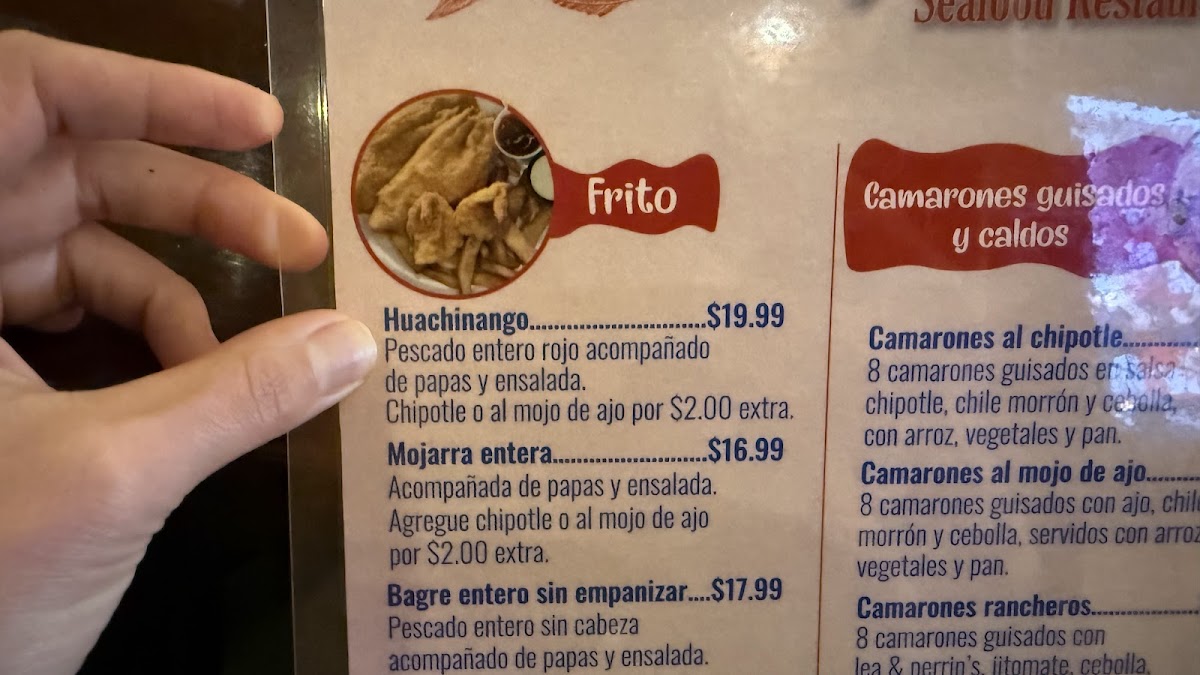 Seafood
Frito
Huachinango............................$19.99
Pescado entero rojo acompañado
de papas y ensalada.
Chipotle o al mojo de ajo por $2.00 extra.
Mojarra entera.........................$16.99
Acompañada de papas y ensalada.
Agregue chipotle o al mojo de ajo
por $2.00 extra.
Bagre entero sin empanizar....$17.99
Pescado entero sin cabeza
acompañado de papas y ensalada.
Camarones guisados
y caldos
Camarones al chipotle............
8 camarones guisados en salsa
chipotle, chile morrón y cebolla,
con arroz, vegetales y pan.
Camarones al mojo de ajo.........
8 camarones guisados con ajo,
morrón y cebolla, servidos con arroz
vegetales y pan.
Camarones rancheros..................
8 camarones guisados con
lea & perrin's, jitomate, cebolla,